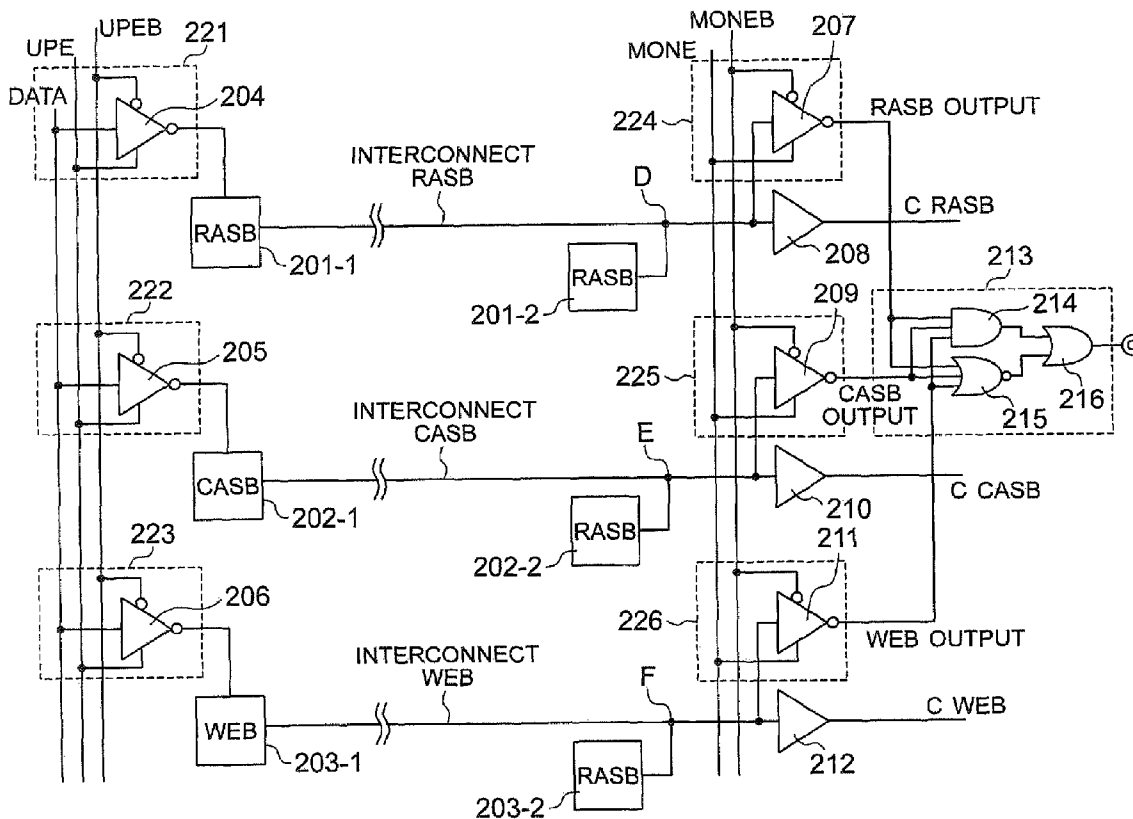 UPEB
UPE
221
DATA
204
MONEB
MONE
207
224
RASB OUTPUT
INTERCONNECT
RASB
D
RASB
201-1
RASB
201-2
208
C RASB
213
214
222
205
209
225
CASB
OUTPUT
215
216
INTERCONNECT
CASB
E
CASB
202-1
RASB
202-2
210
C CASB
211
223
206
226
WEB OUTPUT
INTERCONNECT
WEB
F
WEB
203-1
RASB
203-2
212
C WEB